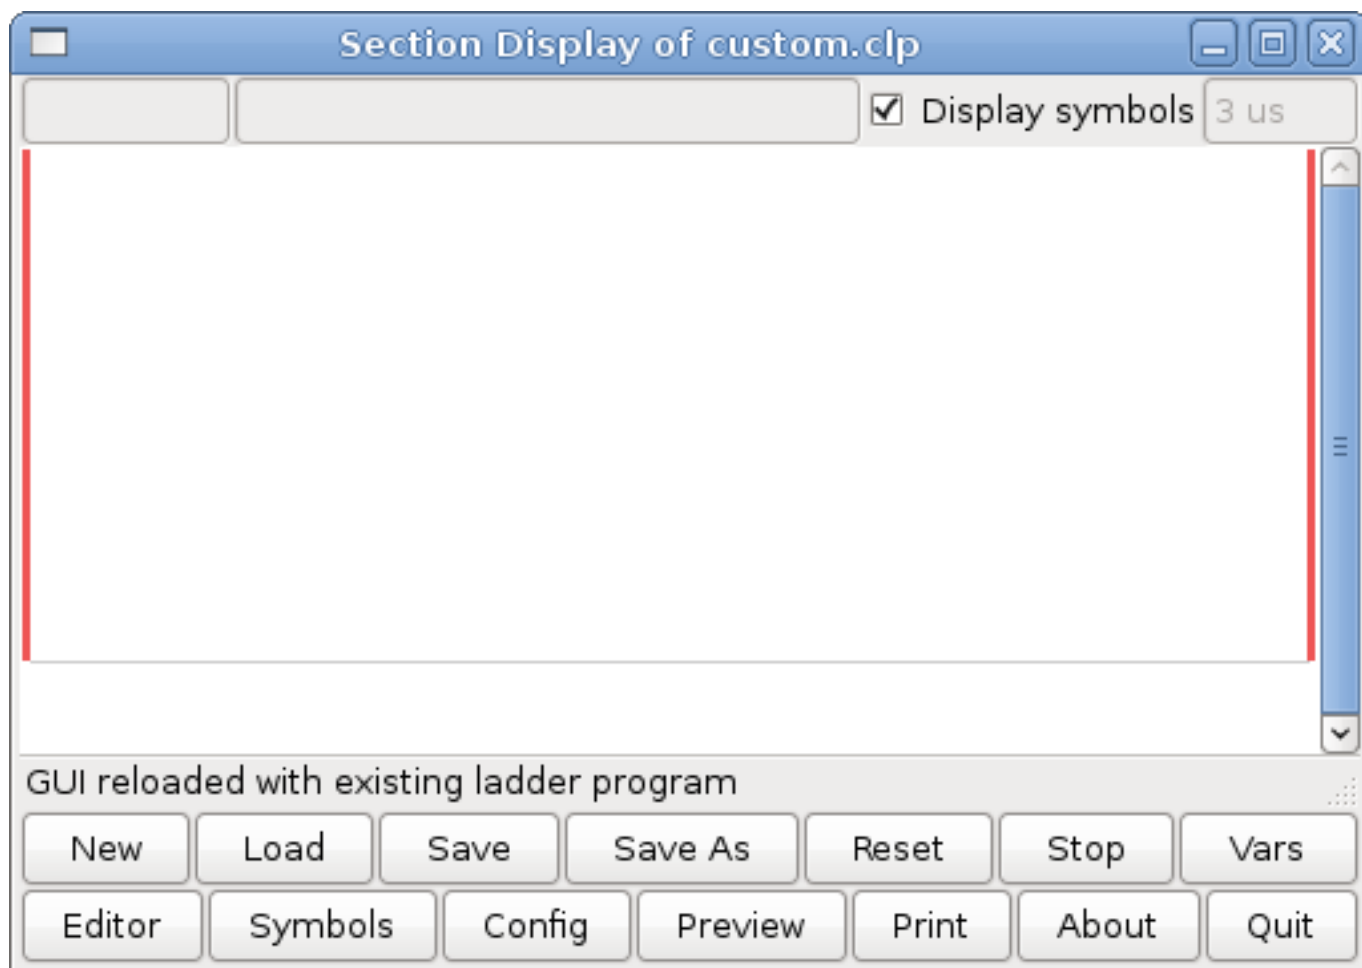 Section Display of custom.clp
Display symbols 3 us
GUI reloaded with existing ladder program
New Load Save Save As Reset Stop Vars
Editor Symbols Config Preview Print About Quit